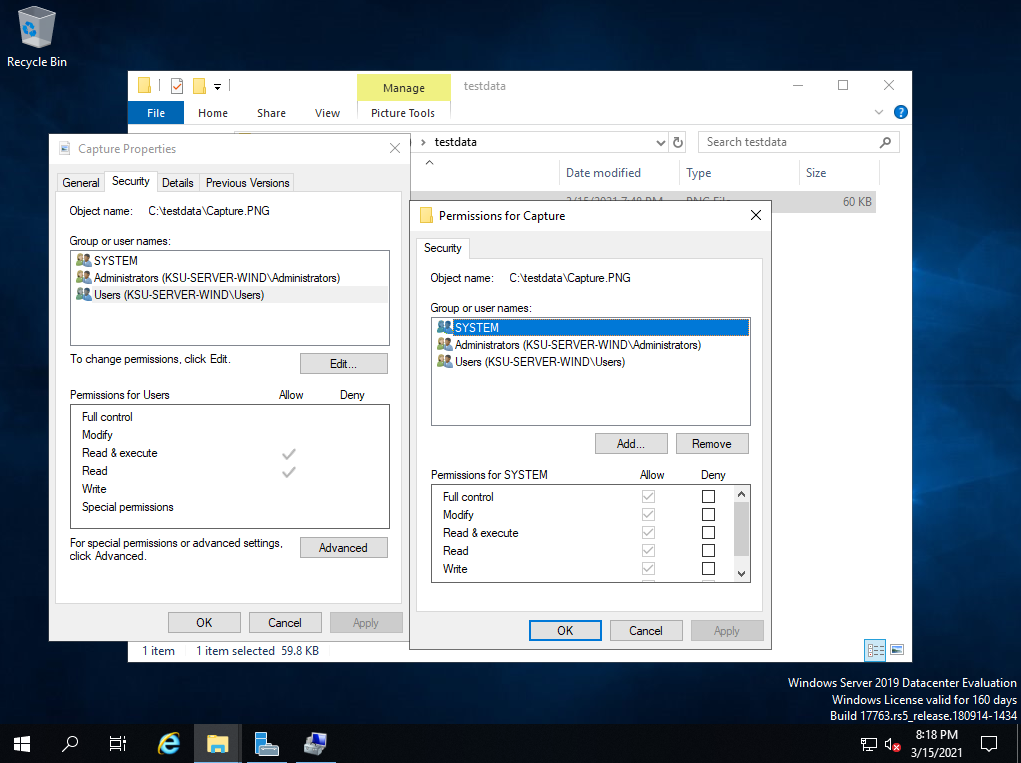 Recycle Bin
Manage
testdata
File
Home
Share
View
Picture Tools
?
testdata
Search testdata
Date modified
Type
Size
60 KB
Capture Properties
General
Security
Details
Previous Versions
Object name: C:\testdata\Capture.PNG
Group or user names:
SYSTEM
Administrators (KSU-SERVER-WIND\Administrators)
Users (KSU-SERVER-WIND\Users)
To change permissions, click Edit.
Edit...
Permissions for Users Allow Deny
Full control
Modify
Read & execute
Read
Write
Special permissions
For special permissions or advanced settings,
click Advanced.
Advanced
OK
Cancel
Apply
Permissions for Capture
Security
Object name: C:\testdata\Capture.PNG
Group or user names:
SYSTEM
Administrators (KSU-SERVER-WIND\Administrators)
Users (KSU-SERVER-WIND\Users)
Add...
Remove
Permissions for SYSTEM Allow Deny
Full control
Modify
Read & execute
Read
Write
OK
Cancel
Apply
1 item
1 item selected 59.8 KB
Windows Server 2019 Datacenter Evaluation
Windows License valid for 160 days
Build 17763.rs5_release.180914-1434
8:18 PM
3/15/2021